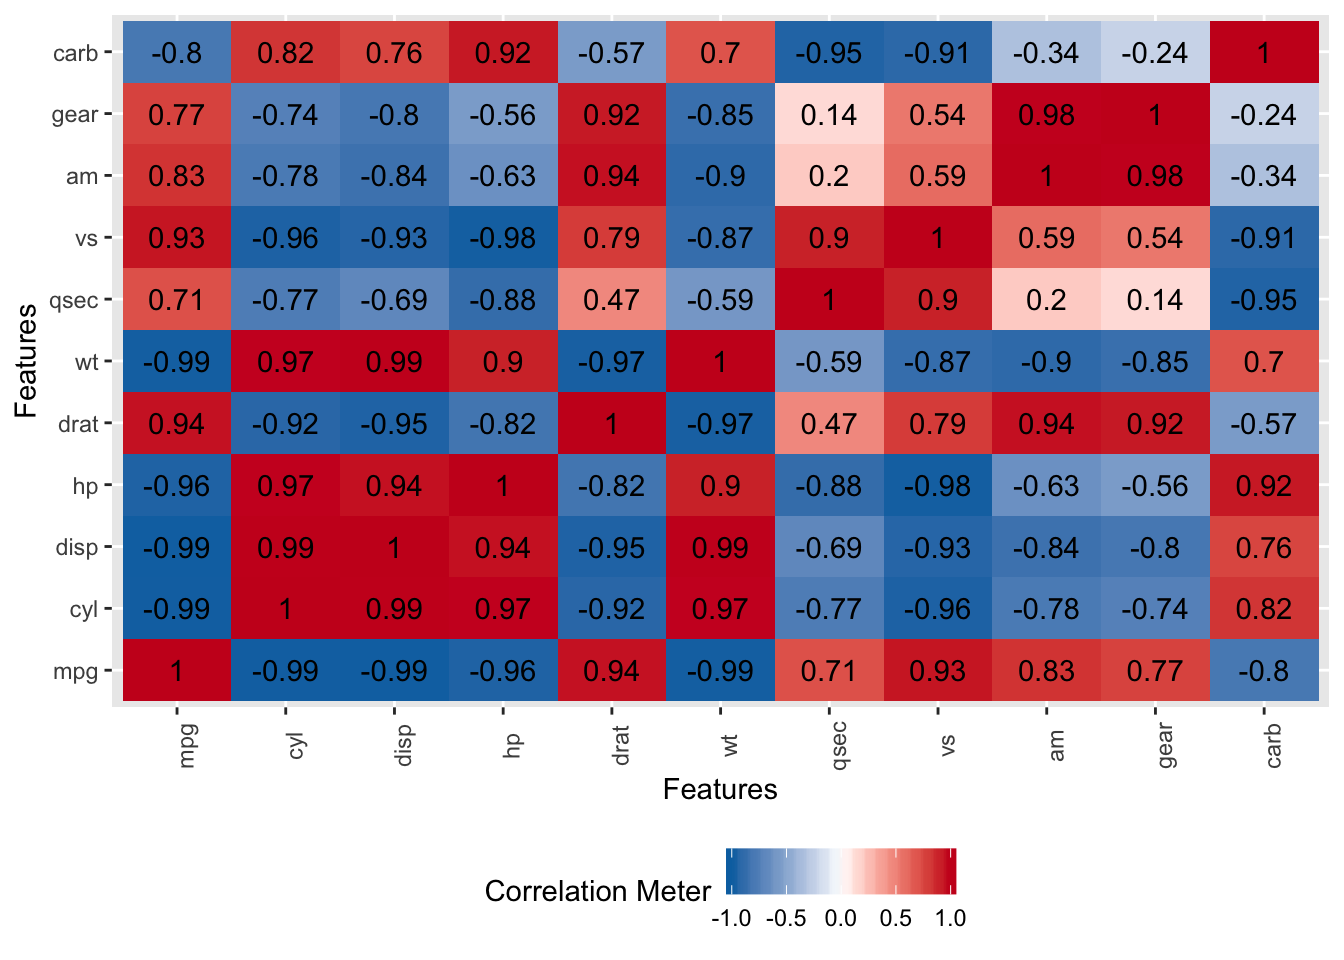 carb -0.8 0.82 0.76 0.92 -0.57 0.7 -0.95 -0.91 -0.34 -0.24 1
gear 0.77 -0.74 -0.8 -0.56 0.92 -0.85 0.14 0.54 0.98 1 -0.24
am 0.83 -0.78 -0.84 -0.63 0.94 -0.9 0.2 0.59 1 0.98 -0.34
vs 0.93 -0.96 -0.93 -0.98 0.79 -0.87 0.9 1 0.59 0.54 -0.91
qsec 0.71 -0.77 -0.69 -0.88 0.47 -0.59 1 0.9 0.2 0.14 -0.95
wt -0.99 0.97 0.99 0.9 -0.97 1 -0.59 -0.87 -0.9 -0.85 0.7
drat 0.94 -0.92 -0.95 -0.82 1 -0.97 0.47 0.79 0.94 0.92 -0.57
hp -0.96 0.97 0.94 1 -0.82 0.9 -0.88 -0.98 -0.63 -0.56 0.92
disp -0.99 0.99 1 0.94 -0.95 0.99 -0.69 -0.93 -0.84 -0.8 0.76
cyl -0.99 1 0.99 0.97 -0.92 0.97 -0.77 -0.96 -0.78 -0.74 0.82
mpg 1 -0.99 -0.99 -0.96 0.94 -0.99 0.71 0.93 0.83 0.77 -0.8
Features
mpg cyl disp hp drat wt qsec vs am gear carb
Features
Correlation Meter
-1.0 -0.5 0.0 0.5 1.0